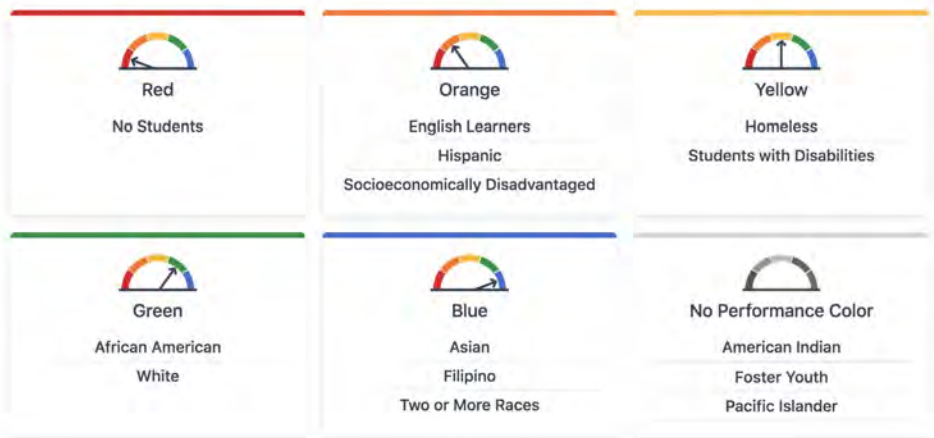 Red
No Students
Orange
English Learners
Hispanic
Socioeconomically Disadvantaged
Yellow
Homeless
Students with Disabilities
Green
African American
White
Blue
Asian
Filipino
Two or More Races
No Performance Color
American Indian
Foster Youth
Pacific Islander